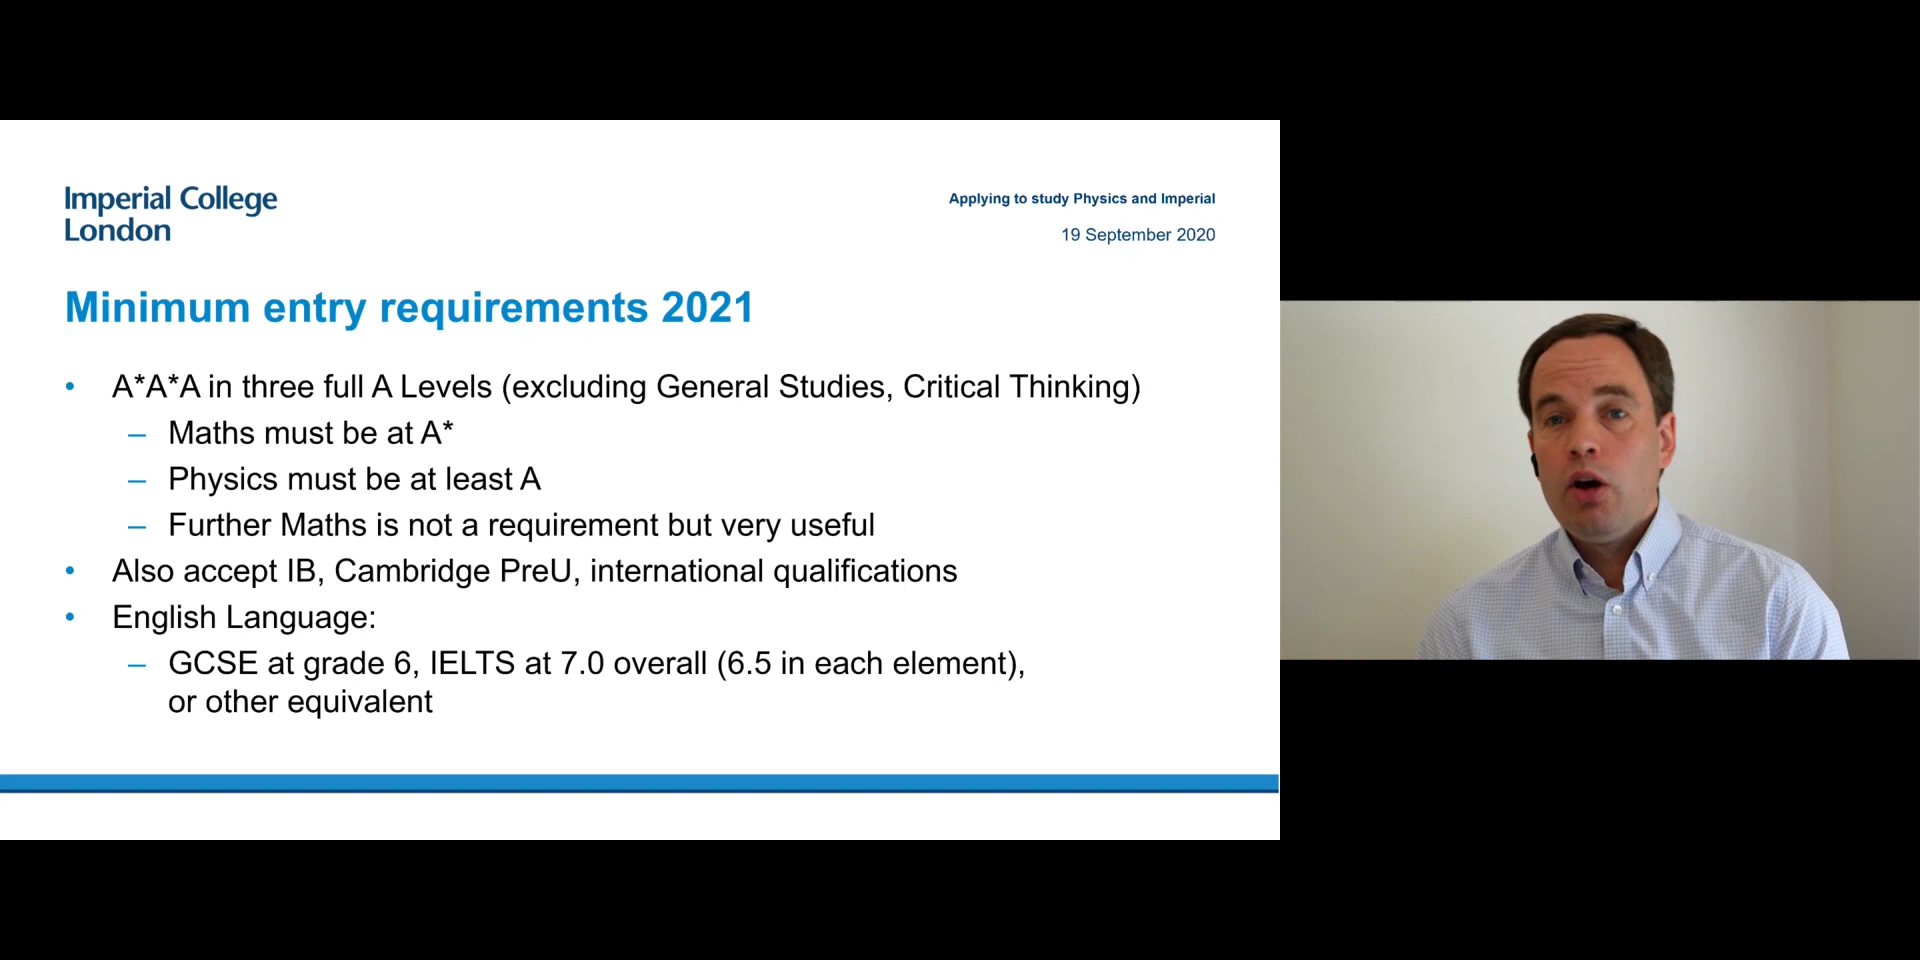 Imperial College
London
Applying to study Physics and Imperial
19 September 2020
Minimum entry requirements 2021
• A*A*A in three full A Levels (excluding General Studies, Critical Thinking)
– Maths must be at A*
– Physics must be at least A
– Further Maths is not a requirement but very useful
• Also accept IB, Cambridge PreU, international qualifications
• English Language:
– GCSE at grade 6, IELTS at 7.0 overall (6.5 in each element),
or other equivalent